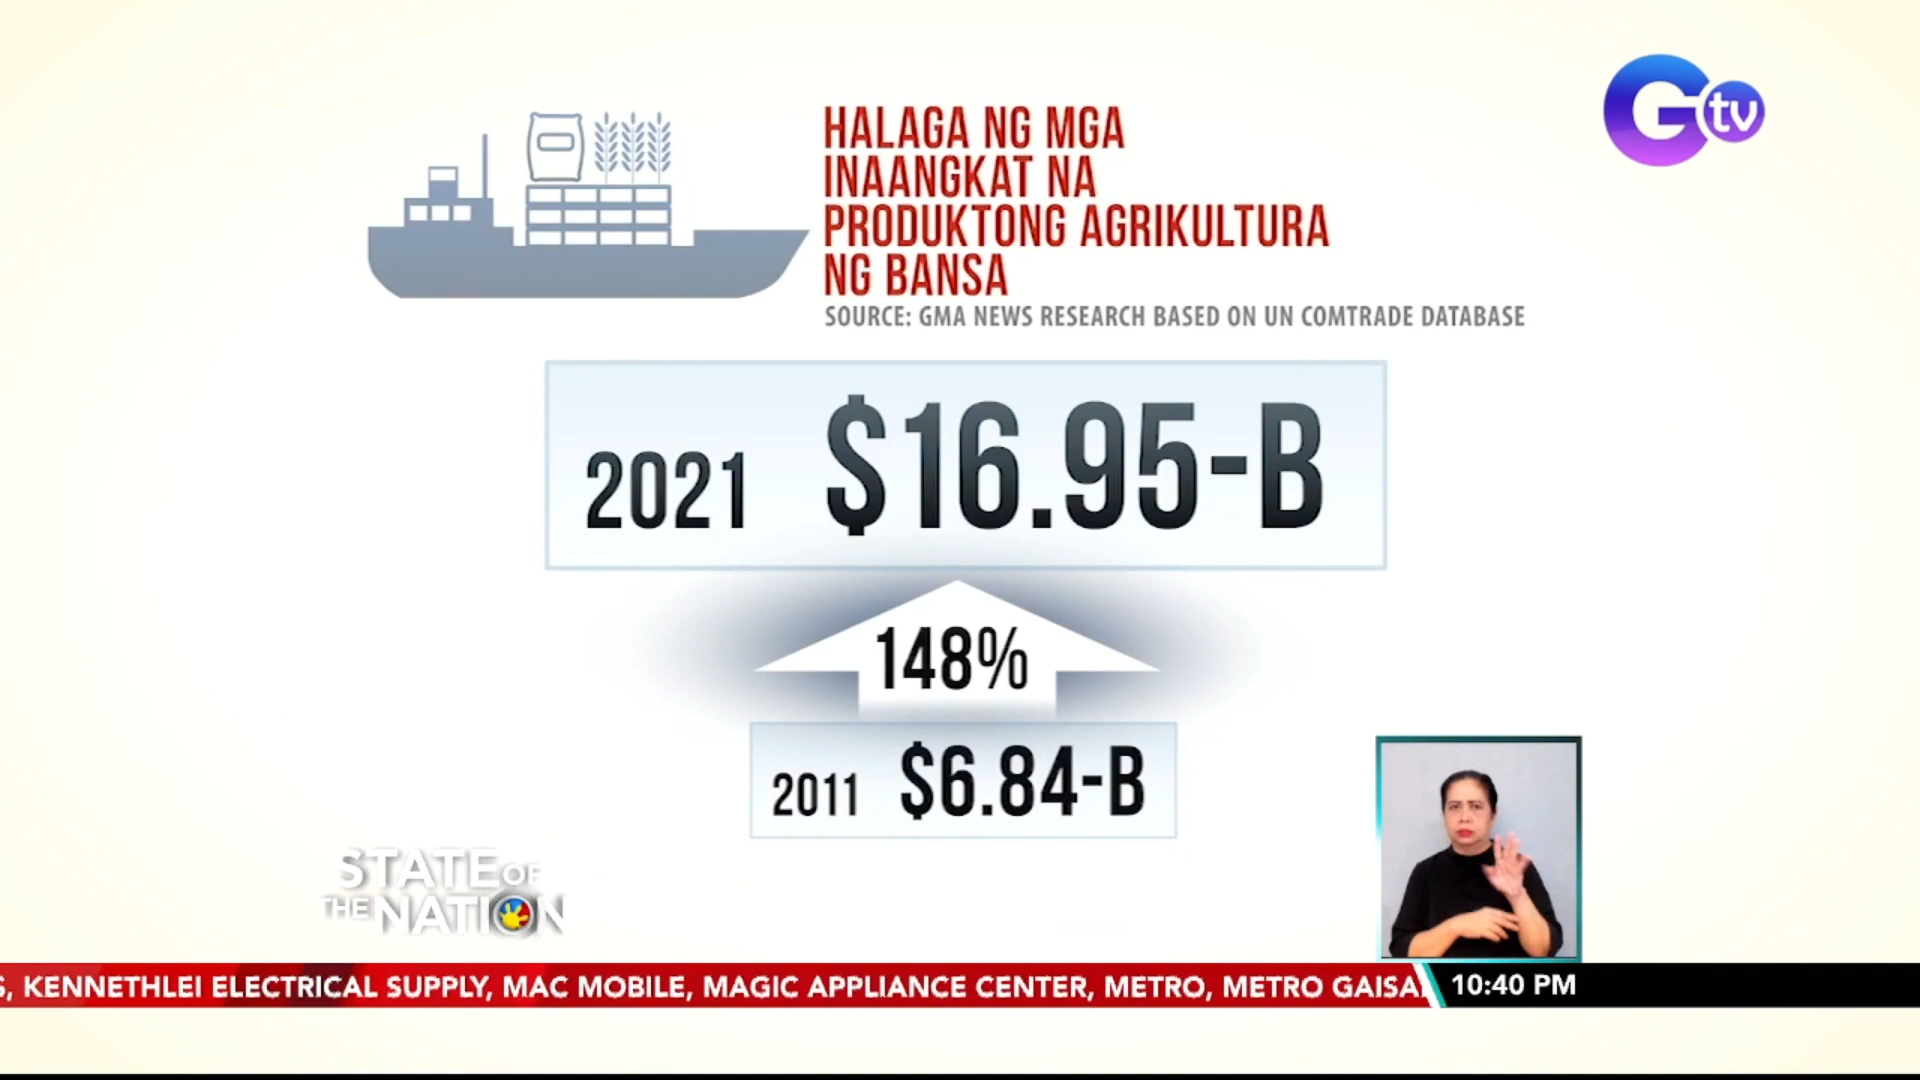 HALAGA NG MGA
INAANGKAT NA
PRODUKTONG AGRIKULTURA
NG BANSA
SOURCE: GMA NEWS RESEARCH BASED ON UN COMTRADE DATABASE
G tv
2021 $16.95-B
148%
2011 $6.84-B
STATE OF
THE NATION
S, KENNETHLEI ELECTRICAL SUPPLY, MAC MOBILE, MAGIC APPLIANCE CENTER, METRO, METRO GAISA
10:40 PM